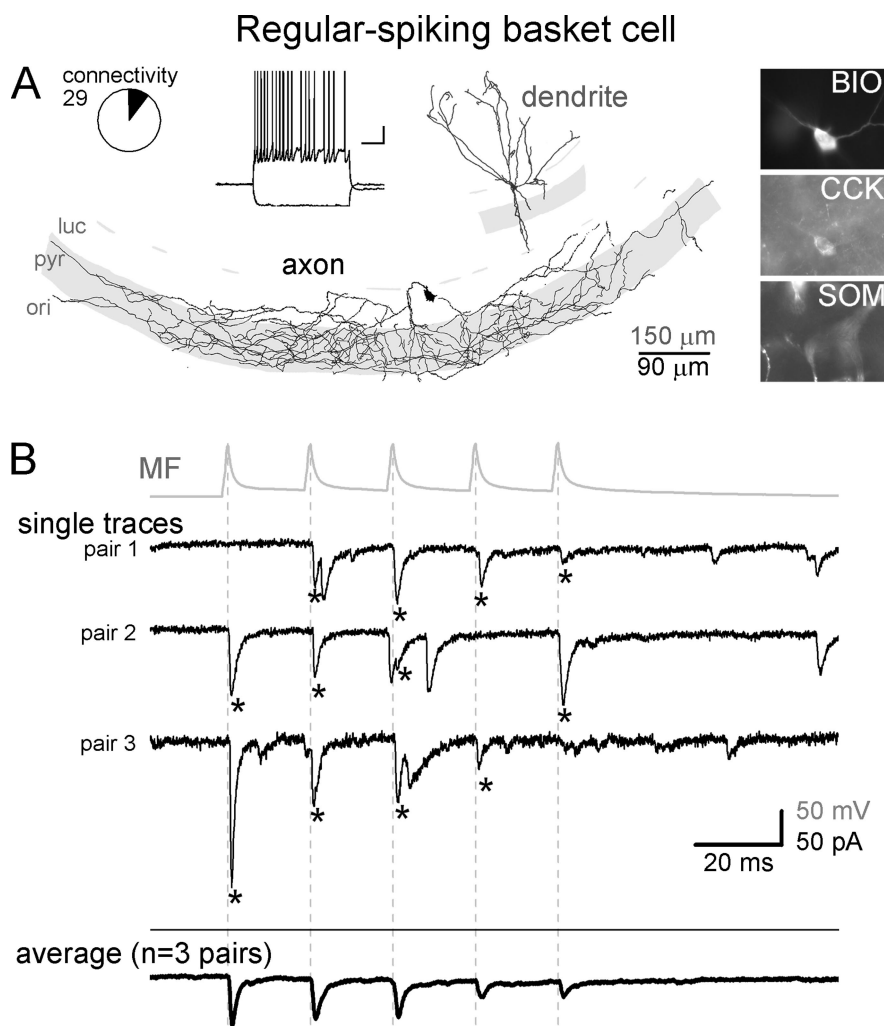 Regular-spiking basket cell
A
connectivity
29
dendrite
BIO
CCK
SOM
luc
pyr
ori
axon
150 μm
90 μm
B
MF
single traces
pair 1
*
*
*
*
pair 2
*
*
*
*
pair 3
*
*
*
*
50 mV
50 pA
20 ms
average (n=3 pairs)